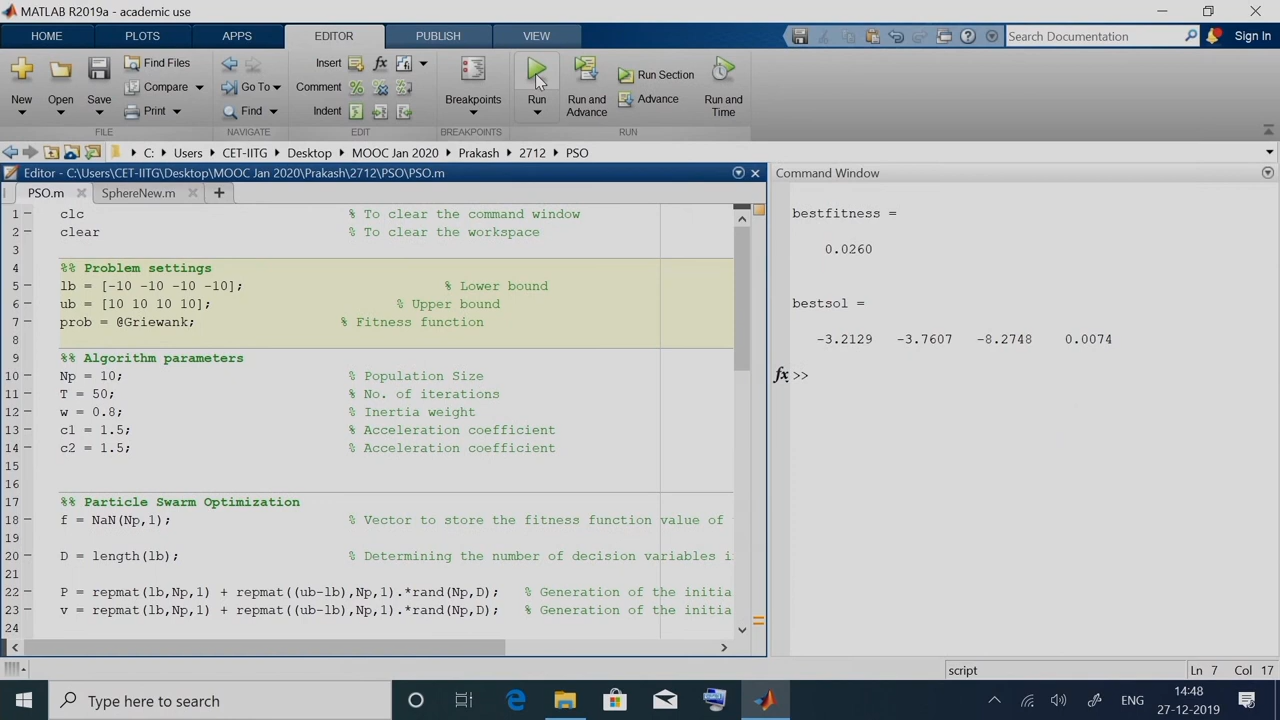 MATLAB R2019a - academic use
HOME PLOTS APPS EDITOR PUBLISH VIEW Search Documentation Sign In
New Open Save Find Files Compare Print
Go To Find
Insert fx
Comment
Indent
Breakpoints Run Run and Advance Run Section Advance Run and Time
FILE NAVIGATE EDIT BREAKPOINTS RUN
C: Users CET-IITG Desktop MOOC Jan 2020 Prakash 2712 PSO
Editor - C:\Users\CET-IITG\Desktop\MOOC Jan 2020\Prakash\2712\PSO\PSO.m
PSO.m SphereNew.m +
1 clc % To clear the command window
2 clear % To clear the workspace
3
4 %% Problem settings
5 lb = [-10 -10 -10 -10]; % Lower bound
6 ub = [10 10 10 10]; % Upper bound
7 prob = @Griewank; % Fitness function
8
9 %% Algorithm parameters
10 Np = 10; % Population Size
11 T = 50; % No. of iterations
12 w = 0.8; % Inertia weight
13 c1 = 1.5; % Acceleration coefficient
14 c2 = 1.5; % Acceleration coefficient
15
16
17 %% Particle Swarm Optimization
18 f = NaN(Np,1); % Vector to store the fitness function value of
19
20 D = length(lb); % Determining the number of decision variables i
21
22 P = repmat(lb,Np,1) + repmat((ub-lb),Np,1).*rand(Np,D); % Generation of the initia
23 v = repmat(lb,Np,1) + repmat((ub-lb),Np,1).*rand(Np,D); % Generation of the initia
24
Command Window
bestfitness =
0.0260
bestsol =
-3.2129 -3.7607 -8.2748 0.0074
fx >>
script Ln 7 Col 17
Type here to search
ENG
14:48
27-12-2019